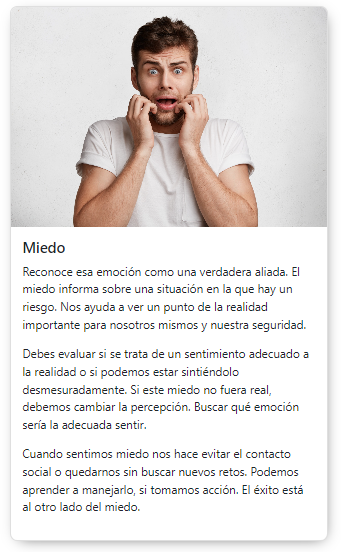 Miedo
Reconoce esa emoción como una verdadera aliada. El
miedo informa sobre una situación en la que hay un
riesgo. Nos ayuda a ver un punto de la realidad
importante para nosotros mismos y nuestra seguridad.
Debes evaluar si se trata de un sentimiento adecuado a
la realidad o si podemos estar sintiéndolo
desmesuradamente. Si este miedo no fuera real,
debemos cambiar la percepción. Buscar qué emoción
sería la adecuada sentir.
Cuando sentimos miedo nos hace evitar el contacto
social o quedarnos sin buscar nuevos retos. Podemos
aprender a manejarlo, si tomamos acción. El éxito está
al otro lado del miedo.